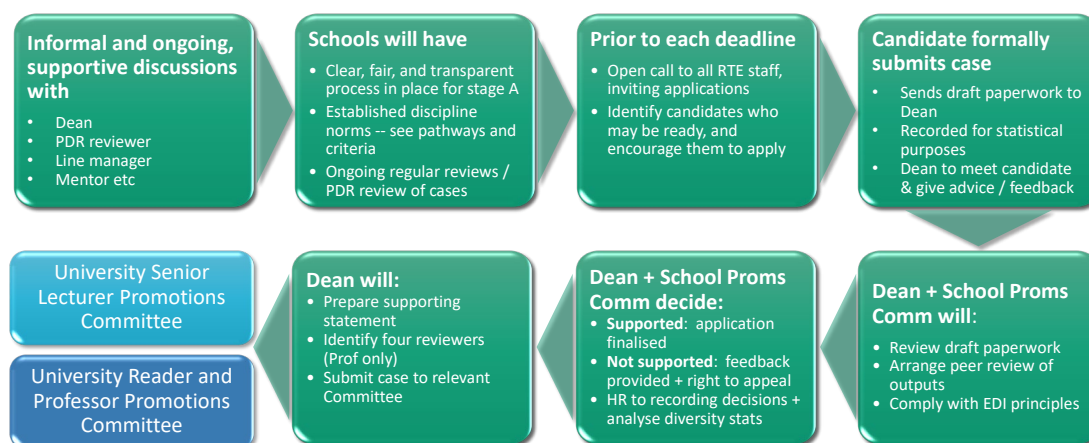 Informal and ongoing,
supportive discussions
with
• Dean
• PDR reviewer
• Line manager
• Mentor etc
Schools will have
• Clear, fair, and transparent
process in place for stage A
• Established discipline
norms -- see pathways and
criteria
• Ongoing regular reviews /
PDR review of cases
Prior to each deadline
• Open call to all RTE staff,
inviting applications
• Identify candidates who
may be ready, and
encourage them to apply
Candidate formally
submits case
• Sends draft paperwork to
Dean
• Recorded for statistical
purposes
• Dean to meet candidate
& give advice / feedback
Dean + School Proms
Comm will:
• Review draft paperwork
• Arrange peer review of
outputs
• Comply with EDI principles
Dean + School Proms
Comm decide:
• Supported: application
finalised
• Not supported: feedback
provided + right to appeal
• HR to recording decisions +
analyse diversity stats
Dean will:
• Prepare supporting
statement
• Identify four reviewers
(Prof only)
• Submit case to relevant
Committee
University Senior
Lecturer Promotions
Committee
University Reader and
Professor Promotions
Committee